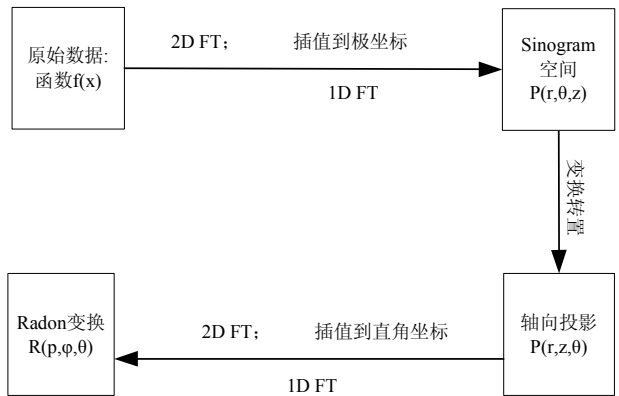 原始数据:
函数f(x)
2D FT； 插值到极坐标
1D FT
Sinogram
空间
P(r,θ,z)
变换转置
轴向投影
P(r,z,θ)
2D FT； 插值到直角坐标
1D FT
Radon变换
R(p,φ,θ)